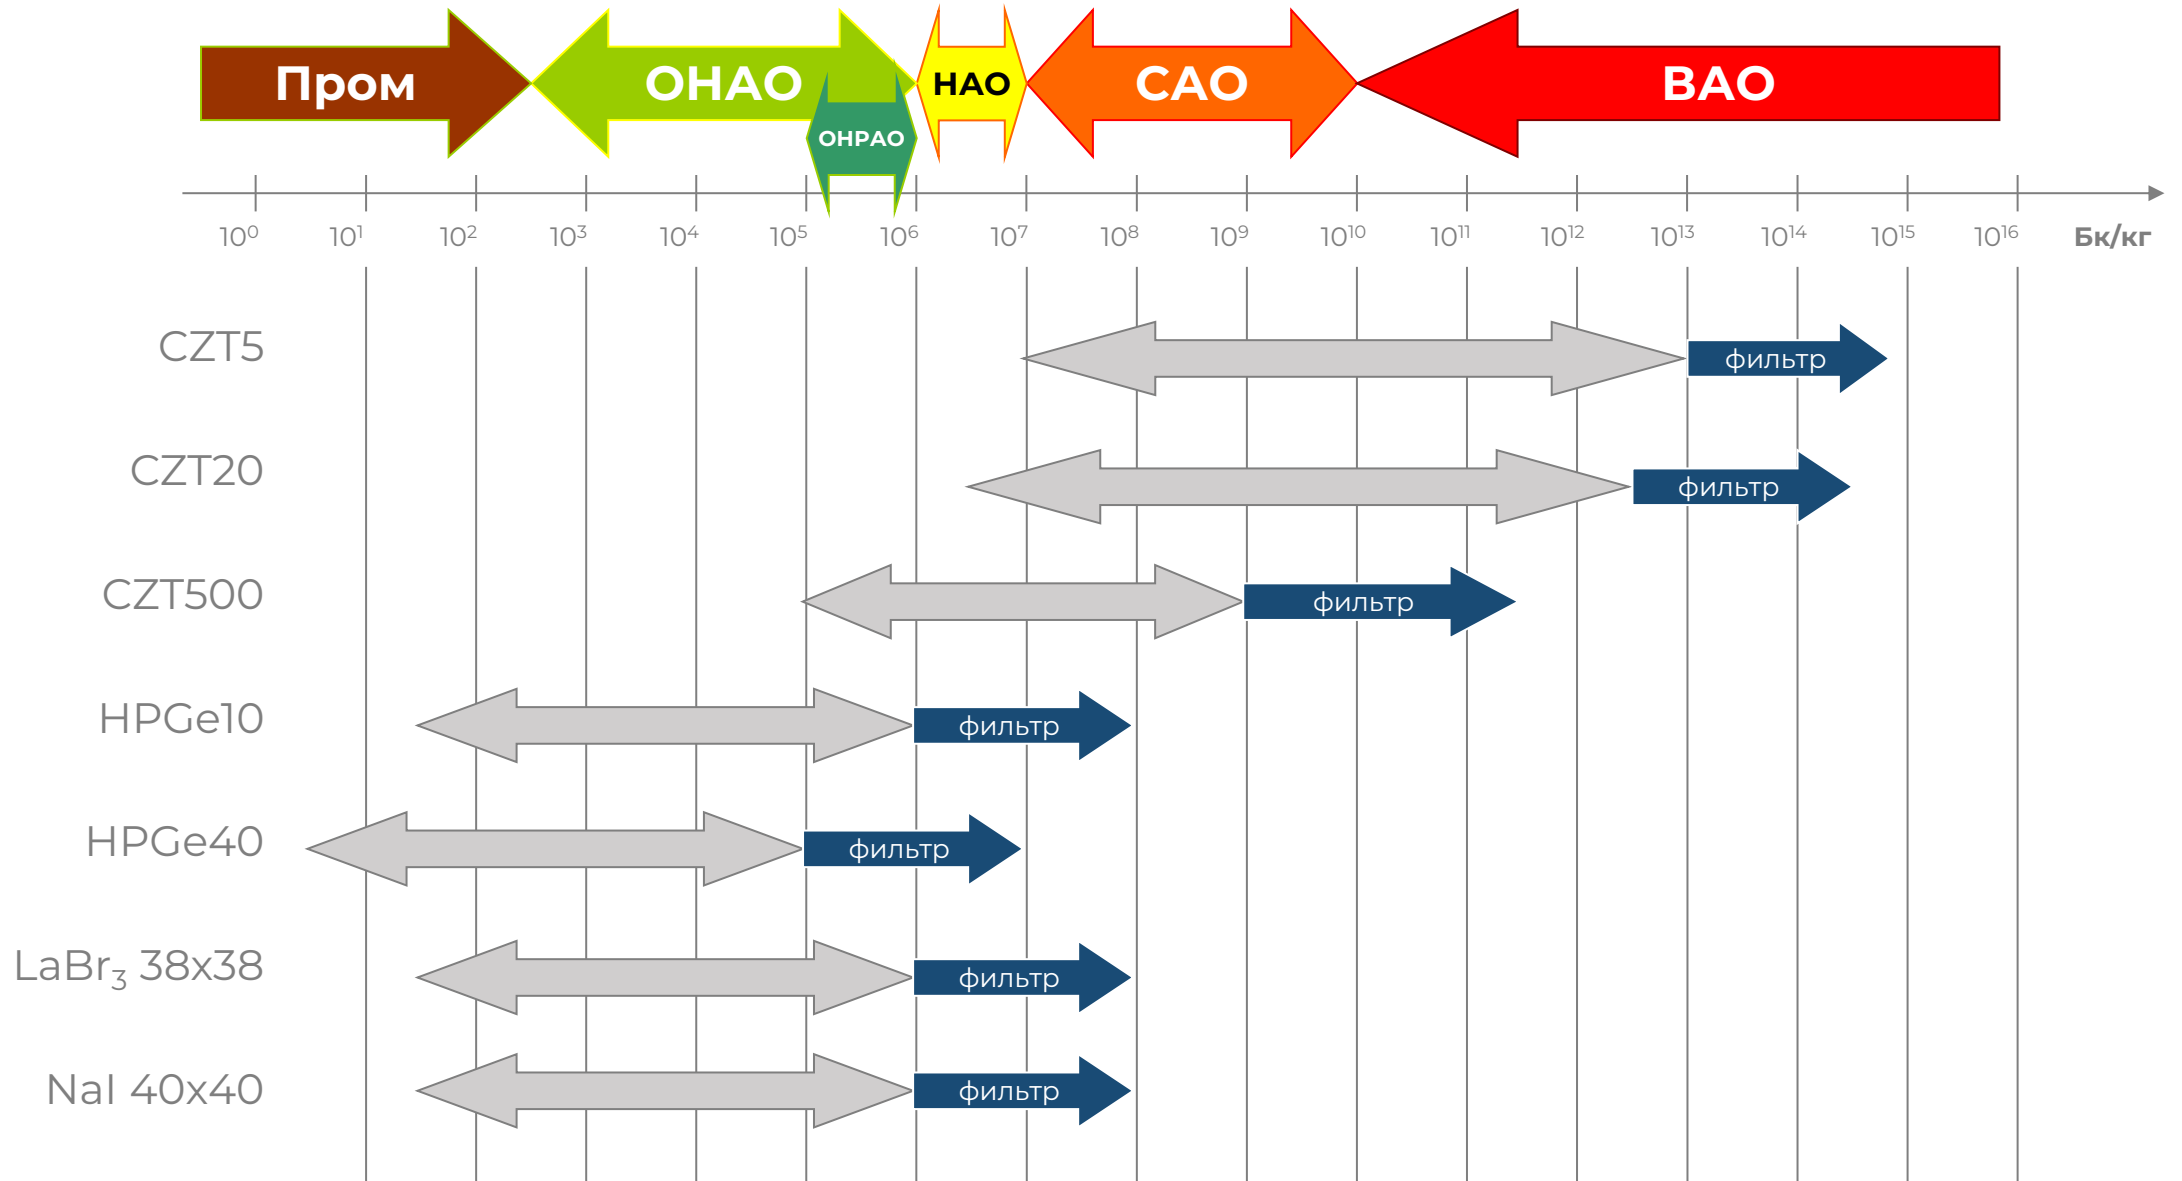 Пром ОНАО НАО САО ВАО
ОНРАО
10⁰ 10¹ 10² 10³ 10⁴ 10⁵ 10⁶ 10⁷ 10⁸ 10⁹ 10¹⁰ 10¹¹ 10¹² 10¹³ 10¹⁴ 10¹⁵ 10¹⁶ Бк/кг
CZT5 фильтр
CZT20 фильтр
CZT500 фильтр
HPGe10 фильтр
HPGe40 фильтр
LaBr₃ 38x38 фильтр
NaI 40x40 фильтр